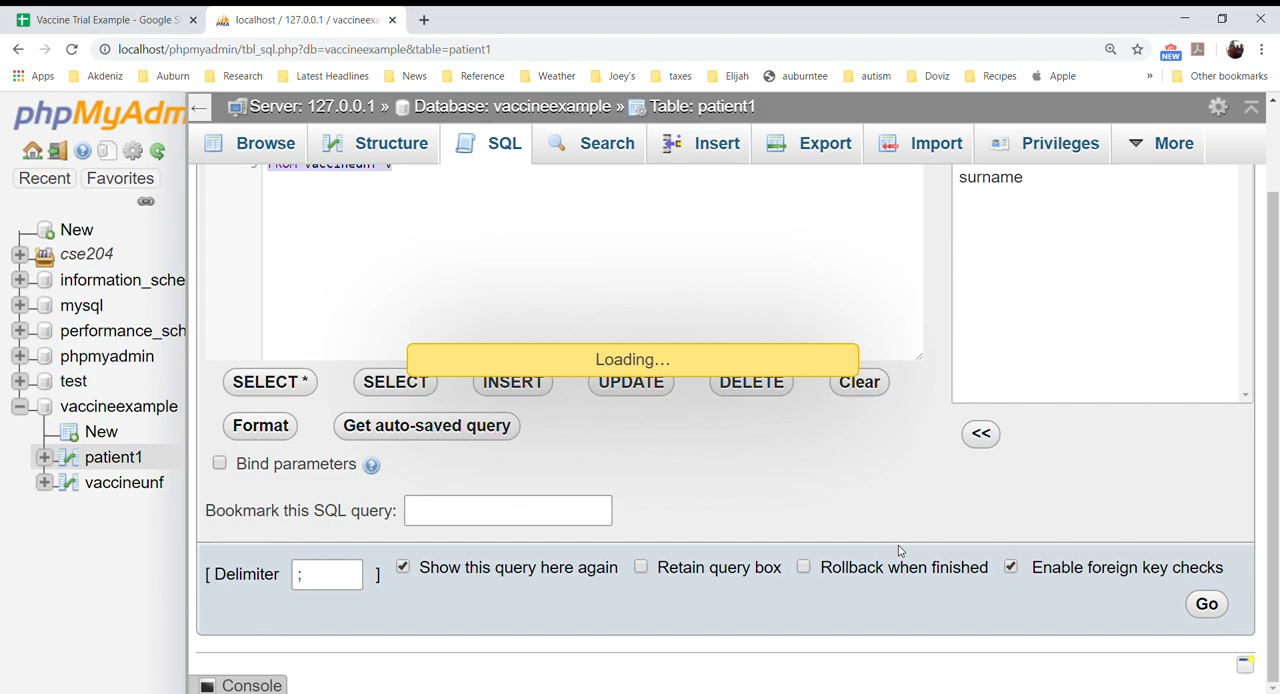 Vaccine Trial Example - Google S
localhost / 127.0.0.1 / vaccineexa
localhost/phpmyadmin/tbl_sql.php?db=vaccineexample&table=patient1
NEW
Apps Akdeniz Auburn Research Latest Headlines News Reference Weather Joey's taxes Elijah auburntee autism Doviz Recipes Apple » Other bookmarks
phpMyAdm
Server: 127.0.0.1 » Database: vaccineexample » Table: patient1
Browse Structure SQL Search Insert Export Import Privileges More
Recent Favorites
New
cse204
information_sche
mysql
performance_sch
phpmyadmin
test
vaccineexample
New
patient1
vaccineunf
FROM vaccineunf v
surname
Loading...
SELECT * SELECT INSERT UPDATE DELETE Clear
Format Get auto-saved query
<<
Bind parameters
Bookmark this SQL query:
[ Delimiter ; ] Show this query here again Retain query box Rollback when finished Enable foreign key checks
Go
Console